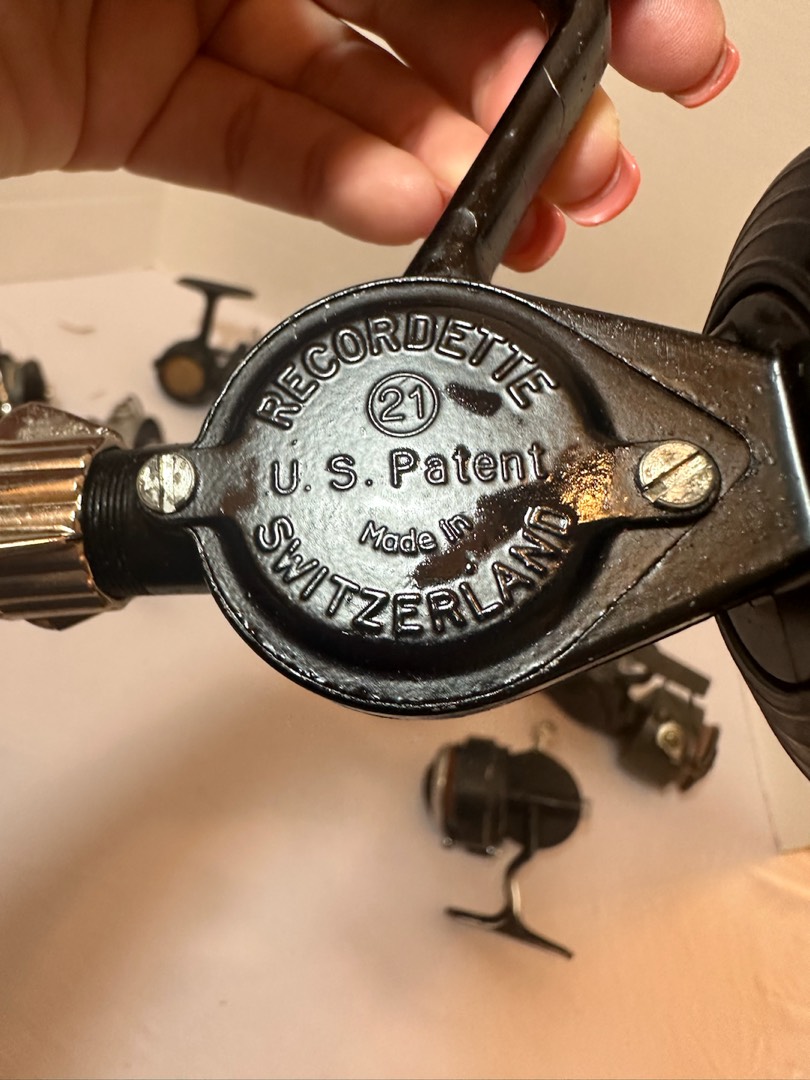 RECORDETTE
21
U.S. Patent
Made in
SWITZERLAND